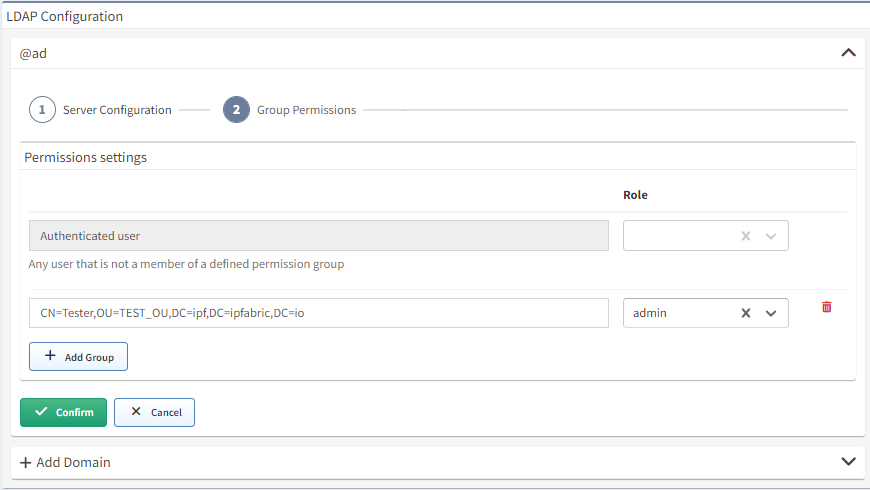 LDAP Configuration
@ad
1 Server Configuration
2 Group Permissions
Permissions settings
Role
Authenticated user
Any user that is not a member of a defined permission group
CN=Tester,OU=TEST_OU,DC=ipf,DC=ipfabric,DC=io
admin
Add Group
Confirm
Cancel
Add Domain